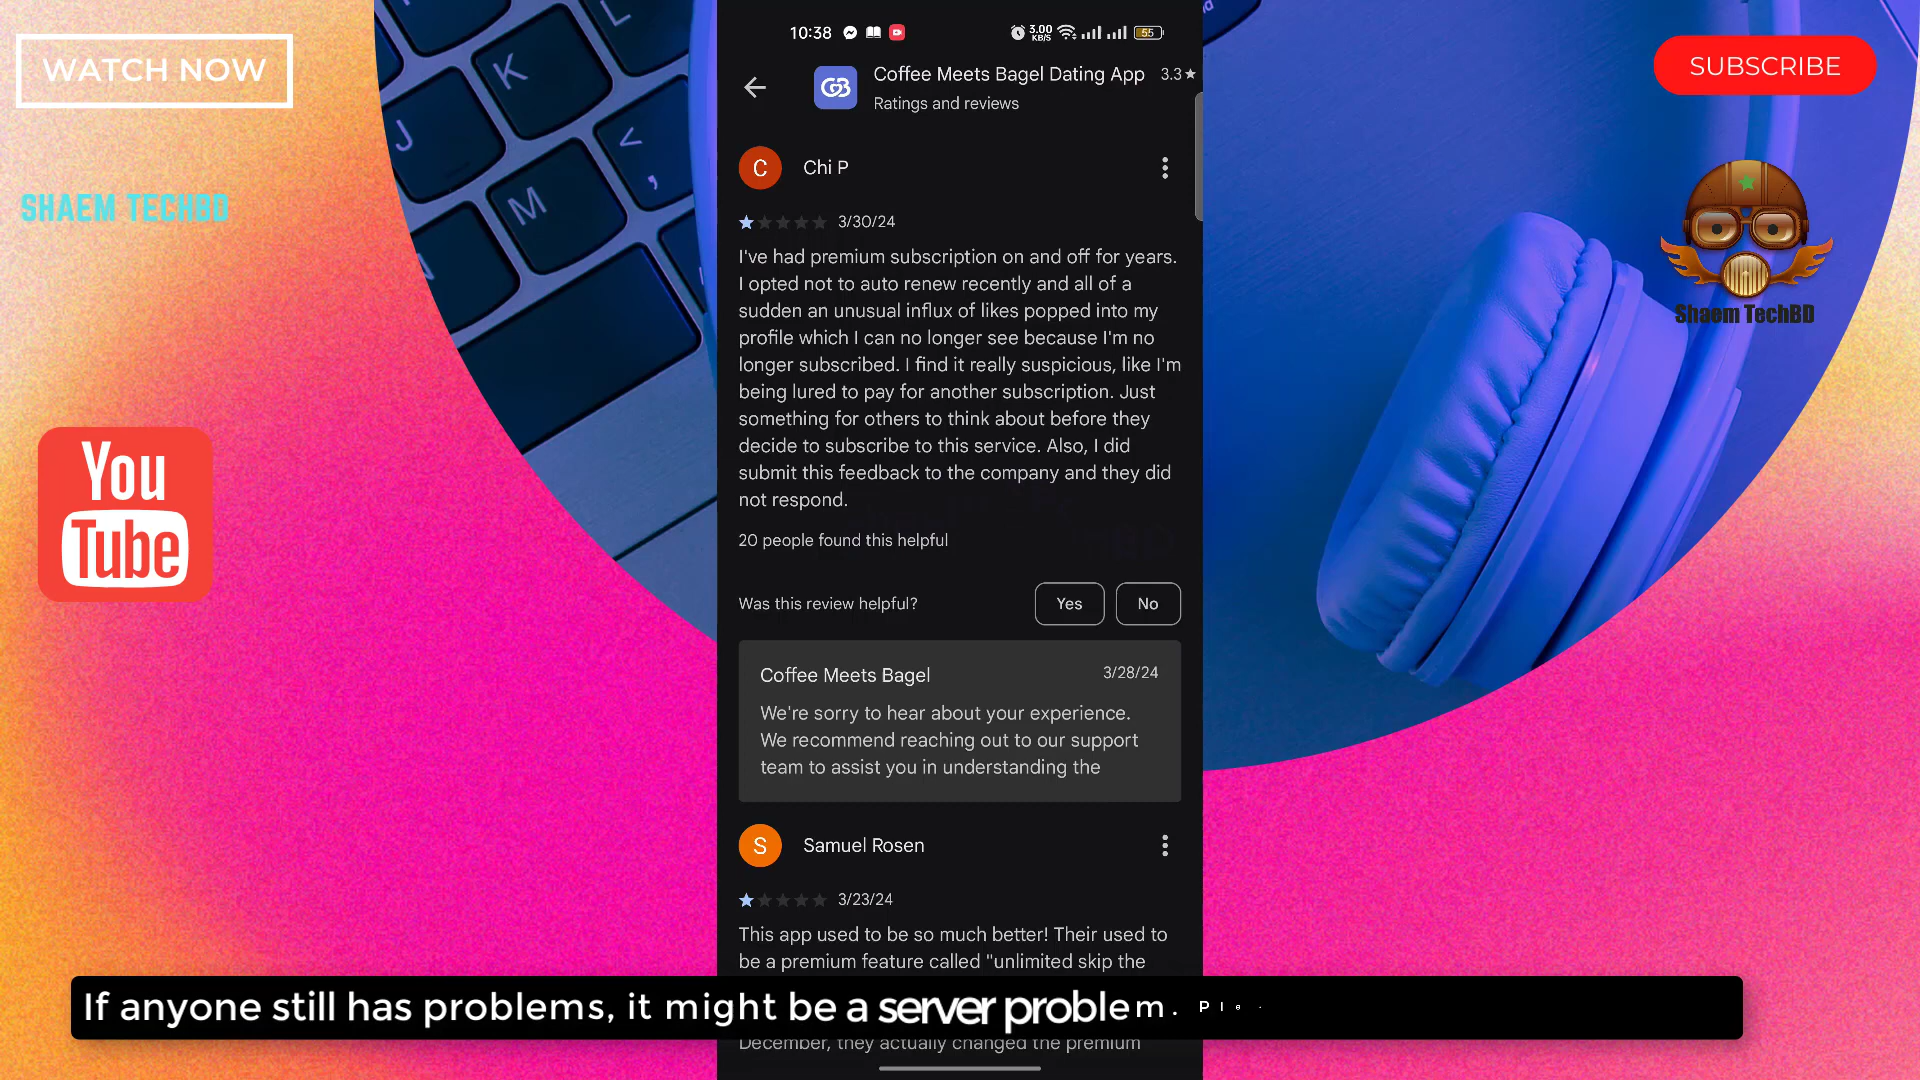 WATCH NOW
SHAEM TECHBD
You
Tube
10:38
3.00
KB/S
55
Coffee Meets Bagel Dating App 3.3★
Ratings and reviews
C Chi P
3/30/24
I've had premium subscription on and off for years.
I opted not to auto renew recently and all of a
sudden an unusual influx of likes popped into my
profile which I can no longer see because I'm no
longer subscribed. I find it really suspicious, like I'm
being lured to pay for another subscription. Just
something for others to think about before they
decide to subscribe to this service. Also, I did
submit this feedback to the company and they did
not respond.
20 people found this helpful
Was this review helpful? Yes No
Coffee Meets Bagel 3/28/24
We're sorry to hear about your experience.
We recommend reaching out to our support
team to assist you in understanding the
S Samuel Rosen
3/23/24
This app used to be so much better! Their used to
be a premium feature called "unlimited skip the
If anyone still has problems, it might be a server problem. Ple
December, they actually changed the premium
SUBSCRIBE
Shaem TechBD
K
L
J
M